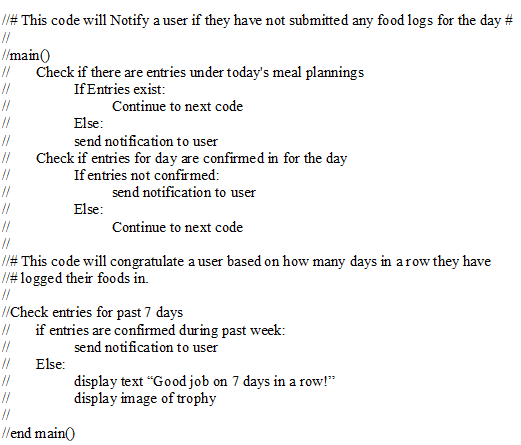 //# This code will Notify a user if they have not submitted any food logs for the day #
//
//main()
// Check if there are entries under today's meal plannings
// If Entries exist:
// Continue to next code
// Else:
// send notification to user
// Check if entries for day are confirmed in for the day
// If entries not confirmed:
// send notification to user
// Else:
// Continue to next code
//
//# This code will congratulate a user based on how many days in a row they have
//# logged their foods in.
//
//Check entries for past 7 days
// if entries are confirmed during past week:
// send notification to user
// Else:
// display text “Good job on 7 days in a row!”
// display image of trophy
//
//end main()